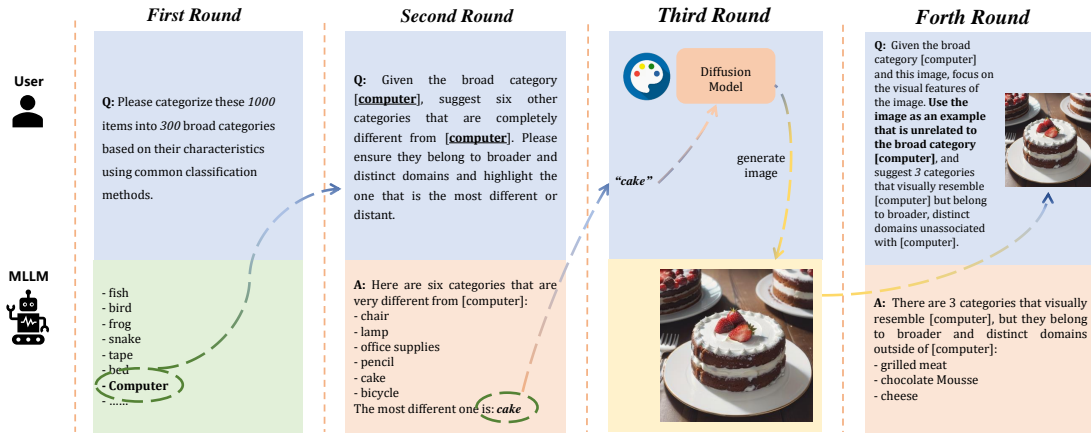 First Round
Second Round
Third Round
Forth Round
User
MLLM
Q: Please categorize these 1000
items into 300 broad categories
based on their characteristics
using common classification
methods.
- fish
- bird
- frog
- snake
- tape
- bed
- Computer
- ......
Q: Given the broad category
[computer], suggest six other
categories that are completely
different from [computer]. Please
ensure they belong to broader and
distinct domains and highlight the
one that is the most different or
distant.
A: Here are six categories that are
very different from [computer]:
- chair
- lamp
- office supplies
- pencil
- cake
- bicycle
The most different one is: cake
Diffusion
Model
"cake"
generate
image
Q: Given the broad
category [computer]
and this image, focus on
the visual features of
the image. Use the
image as an example
that is unrelated to
the broad category
[computer], and
suggest 3 categories
that visually resemble
[computer] but belong
to broader, distinct
domains unassociated
with [computer].
A: There are 3 categories that visually
resemble [computer], but they belong
to broader and distinct domains
outside of [computer]:
- grilled meat
- chocolate Mousse
- cheese